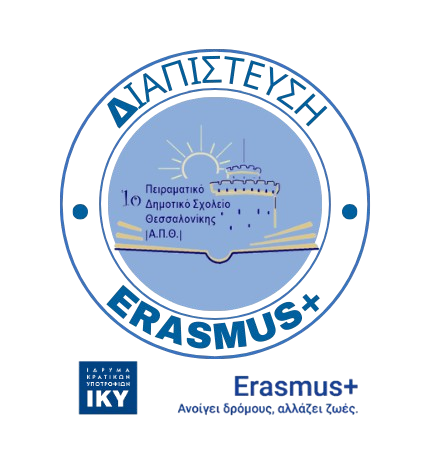 ΔΙΑΠΙΣΤΕΥΣΗ
1ο Πειραματικό
Δημοτικό Σχολείο
Θεσσαλονίκης
|Α.Π.Θ.|
ERASMUS+
ΙΔΡΥΜΑ
ΚΡΑΤΙΚΩΝ
ΥΠΟΤΡΟΦΙΩΝ
ΙΚΥ
Erasmus+
Ανοίγει δρόμους, αλλάζει ζωές.